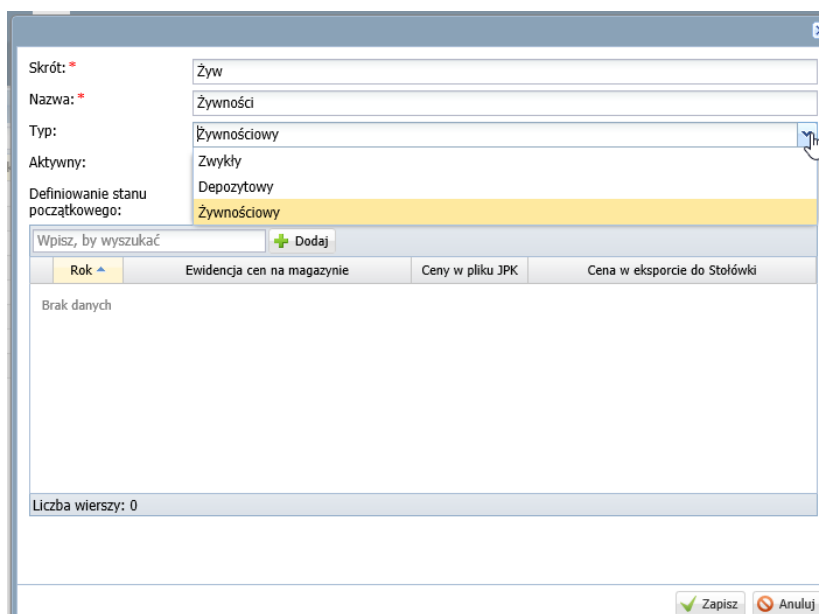 Skrót: *
Żyw
Nazwa: *
Żywności
Typ:
Żywnościowy
Aktywny:
Zwykły
Depozytowy
Definiowanie stanu
początkowego:
Żywnościowy
Wpisz, by wyszukać
Dodaj
Rok Ewidencja cen na magazynie Ceny w pliku JPK Cena w eksporcie do Stołówki
Brak danych
Liczba wierszy: 0
Zapisz Anuluj